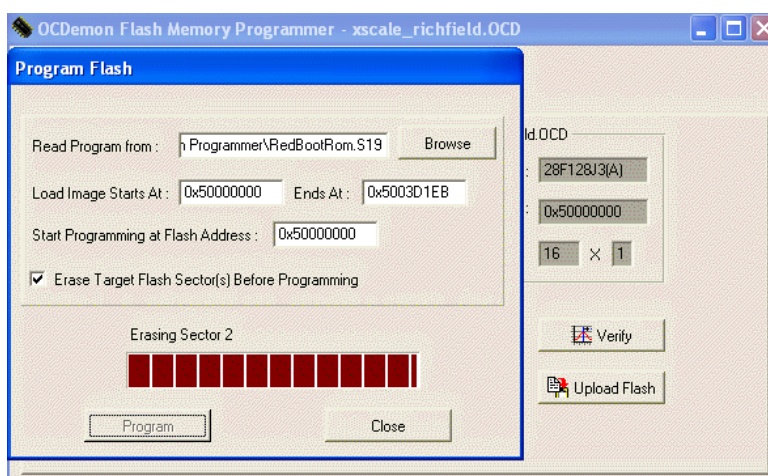 OCDemon Flash Memory Programmer - xscale_richfield.OCD
Program Flash
Read Program from : Programmer\RedBootRom.S19 Browse
Load Image Starts At : 0x50000000 Ends At : 0x5003D1EB
Start Programming at Flash Address : 0x50000000
Erase Target Flash Sector(s) Before Programming
Erasing Sector 2
Program Close
ld.OCD
: 28F128J3(A)
: 0x50000000
16 X 1
Verify
Upload Flash